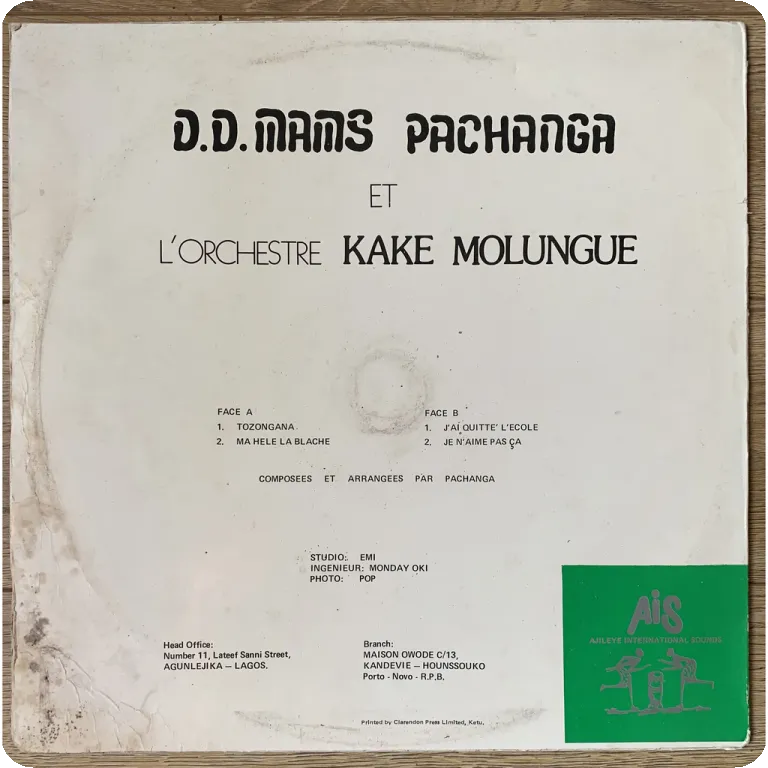 D.D. MAMS PACHANGA
ET
L'ORCHESTRE KAKE MOLUNGUE
FACE A
1. TOZONGANA
2. MA HELE LA BLACHE
FACE B
1. J'AI QUITTE' L'ECOLE
2. JE N'AIME PAS ÇA
COMPOSEES ET ARRANGEES PAR PACHANGA
STUDIO: EMI
INGENIEUR: MONDAY OKI
PHOTO: POP
Head Office:
Number 11, Lateef Sanni Street,
AGUNLEJIKA – LAGOS.
Branch:
MAISON OWODE C/13,
KANDEVIE – HOUNSSOUKO
Porto - Novo - R.P.B.
AIS
INTERNATIONAL SOUNDS
Printed by Clarendon Press Limited, Ketu.